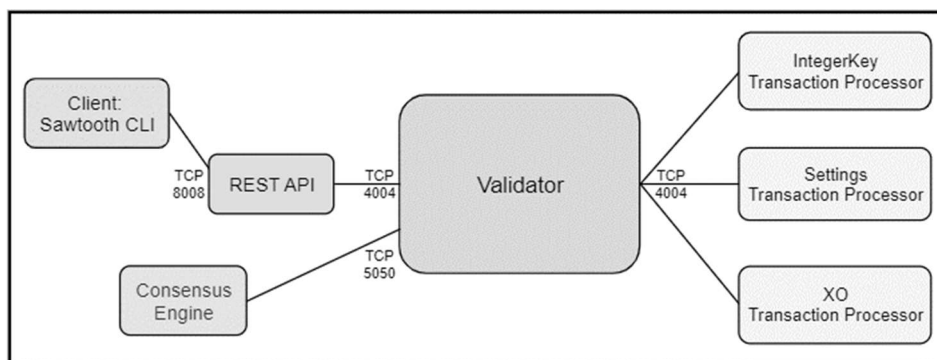 Client:
Sawtooth CLI
TCP
8008
REST API
TCP
4004
Consensus
Engine
TCP
5050
Validator
TCP
4004
IntegerKey
Transaction Processor
Settings
Transaction Processor
XO
Transaction Processor